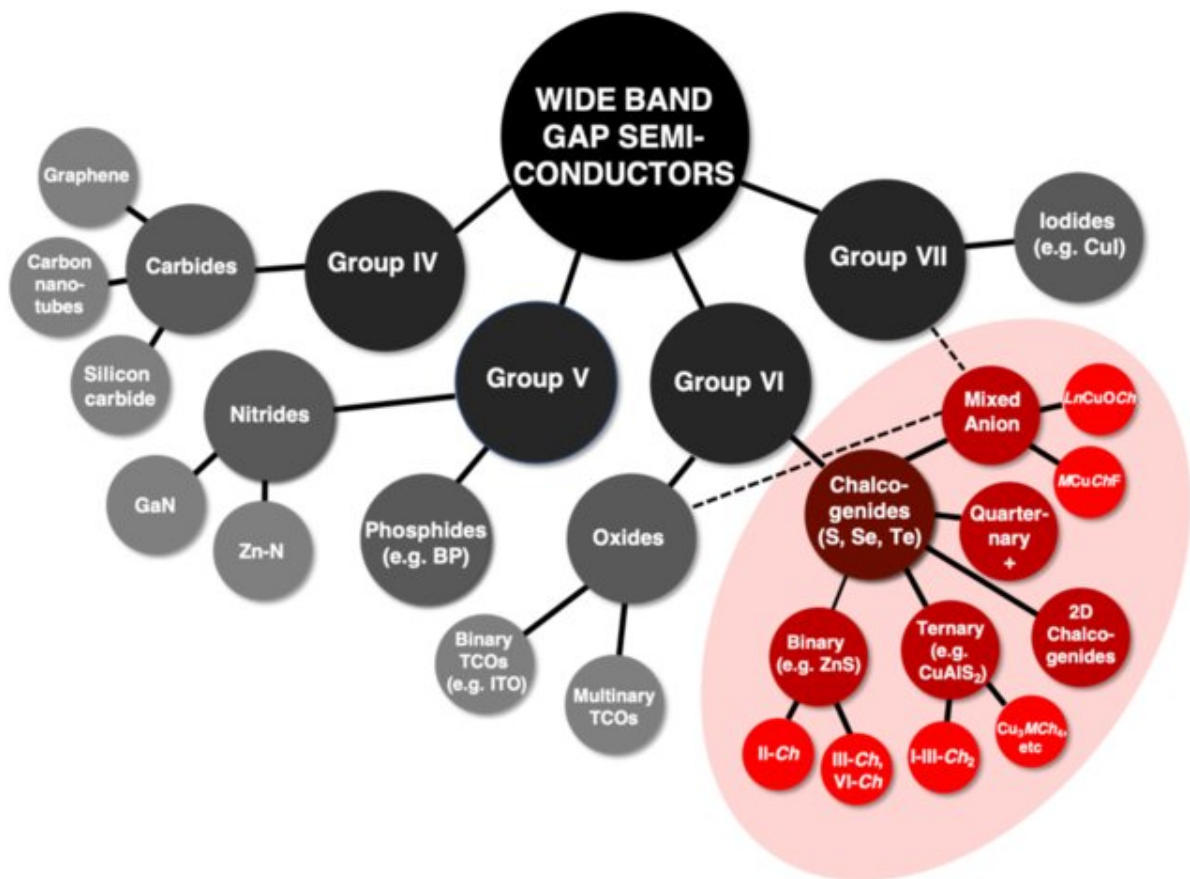 WIDE BAND
GAP SEMI-
CONDUCTORS
Graphene
Carbon
nano-
tubes
Silicon
carbide
Carbides
Group IV
Group VII
Iodides
(e.g. CuI)
Group V
Group VI
Nitrides
GaN
Zn-N
Phosphides
(e.g. BP)
Oxides
Binary
TCOs
(e.g. ITO)
Multinary
TCOs
Mixed
Anion
LnCuOCh
MCuChF
Chalco-
genides
(S, Se, Te)
Quarter-
nary
+
2D
Chalco-
genides
Binary
(e.g. ZnS)
Ternary
(e.g.
CuAlS₂)
II-Ch
III-Ch,
VI-Ch
I-III-Ch₂
Cu₃MCh₄,
etc